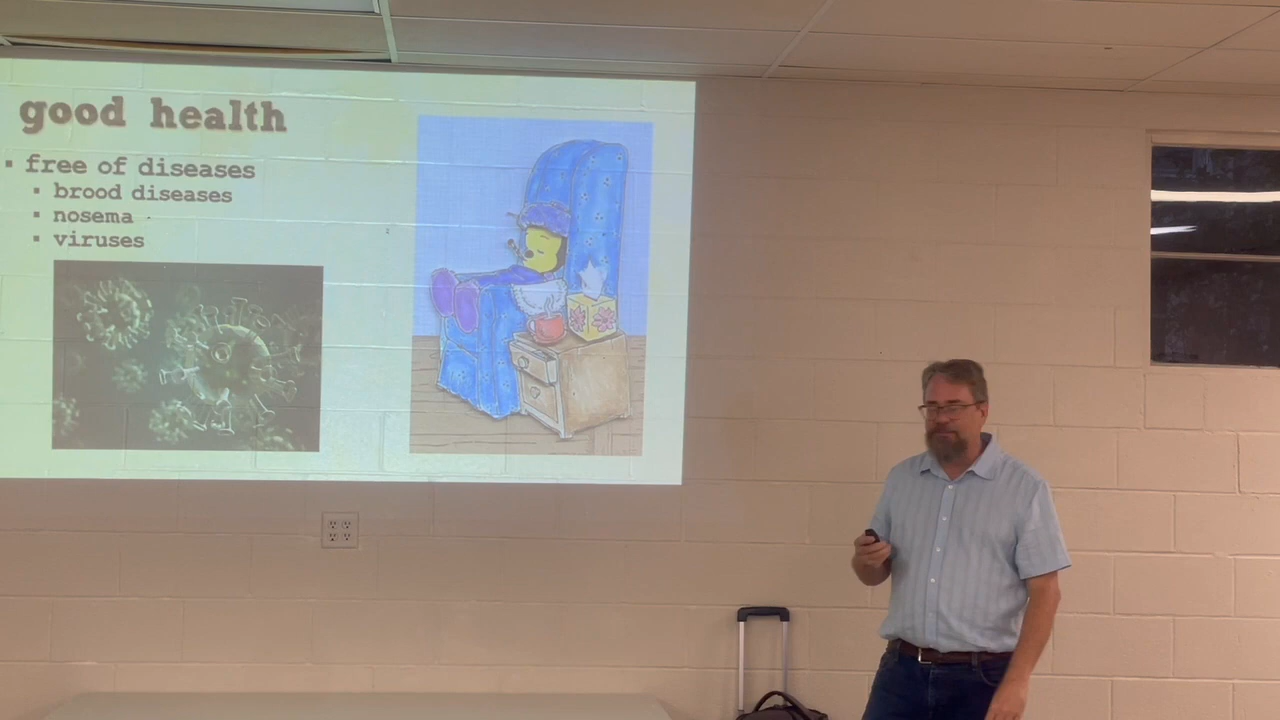 good health
▪ free of diseases
▪ brood diseases
▪ nosema
▪ viruses